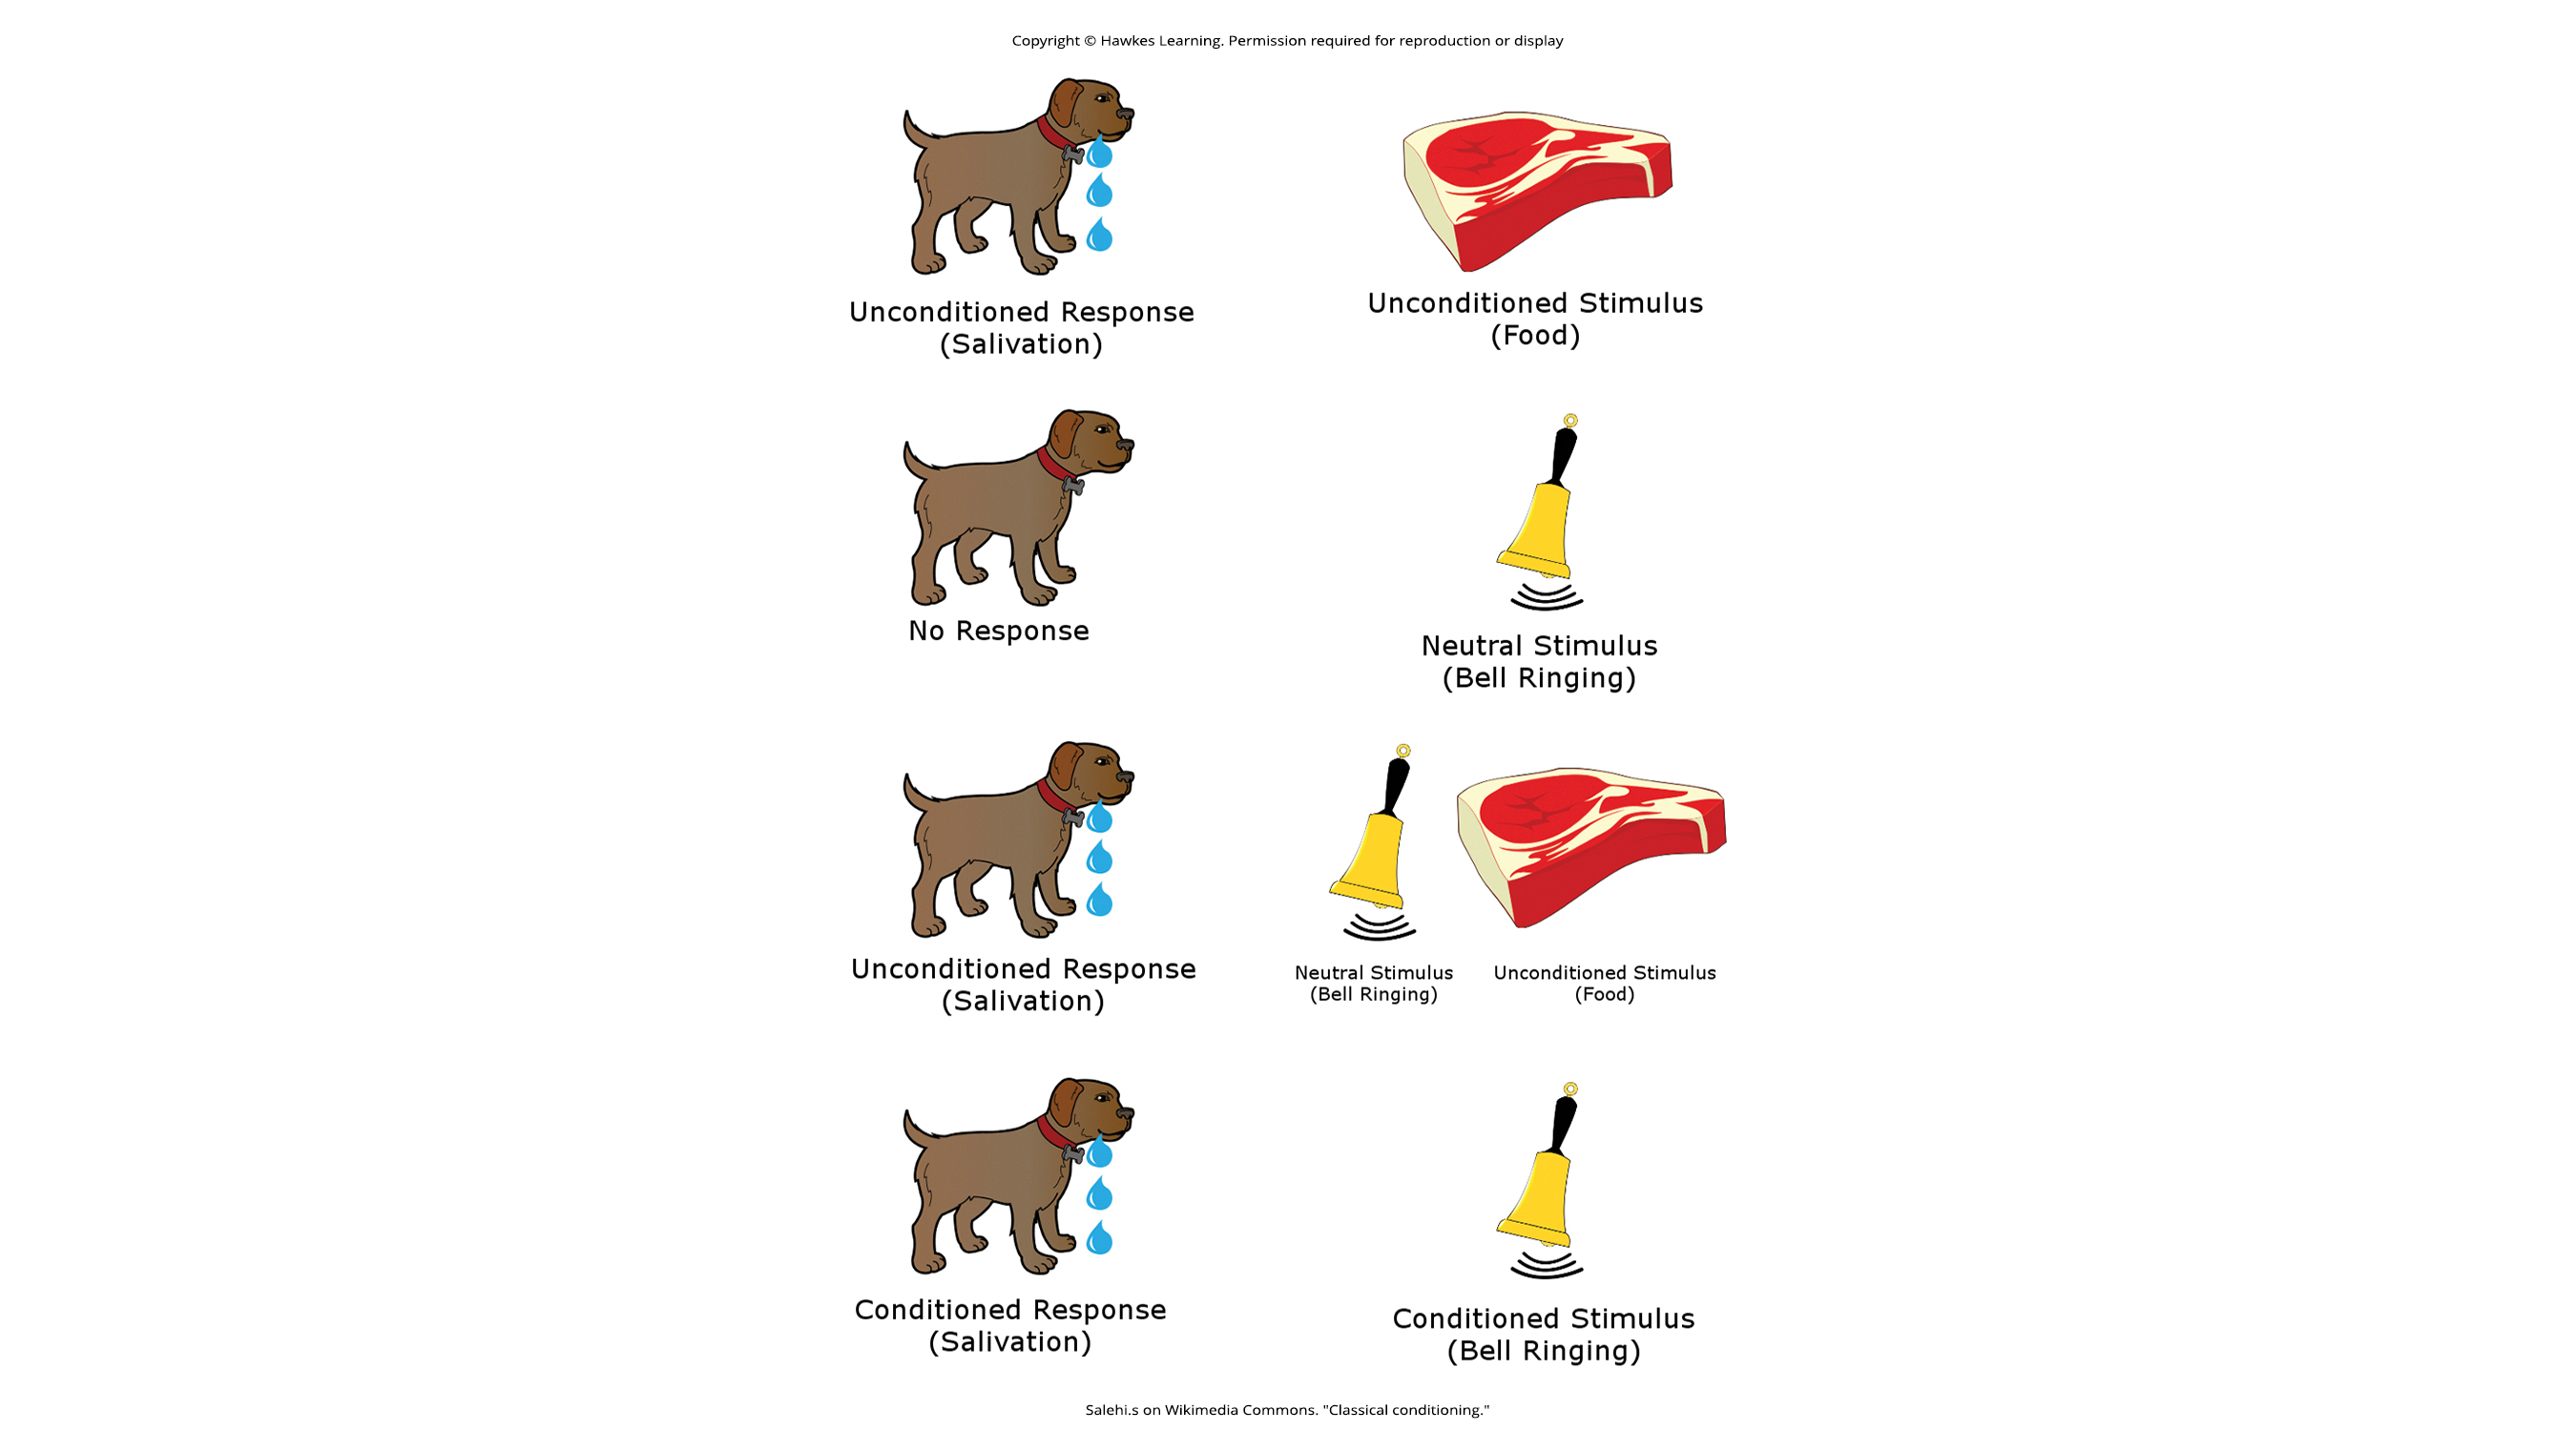 Copyright © Hawkes Learning. Permission required for reproduction or display
Unconditioned Response
(Salivation)
Unconditioned Stimulus
(Food)
No Response
Neutral Stimulus
(Bell Ringing)
Unconditioned Response
(Salivation)
Neutral Stimulus
(Bell Ringing)
Unconditioned Stimulus
(Food)
Conditioned Response
(Salivation)
Conditioned Stimulus
(Bell Ringing)
Salehi.s on Wikimedia Commons. "Classical conditioning."